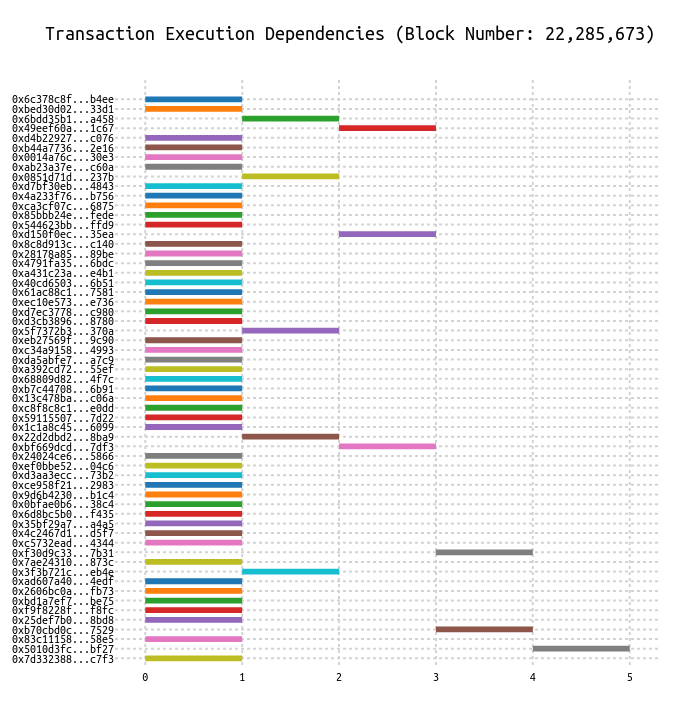 Transaction Execution Dependencies (Block Number: 22,285,673)
0x6c378c8f...b4ee
0xbed30d02...33d1
0x6bdd35b1...a458
0x49eef60a...1c67
0xd4b22927...c076
0xb44a7736...2e16
0x0014a76c...30e3
0xab23a37e...c60a
0x0851d71d...237b
0xd7bf30eb...4843
0x4a233f76...b756
0xca3cf07c...6875
0x85bbb24e...fede
0x544623bb...ffd9
0xd150f0ec...35ea
0x8c8d913c...c140
0x28178a85...89be
0x4791fa35...6bdc
0xa431c23a...e4b1
0x40cd6503...6b51
0x61ac88c1...7581
0xec10e573...e736
0xd7ec3778...c980
0xd3cb3896...8780
0x5f7372b3...370a
0xeb27569f...9c90
0xc34a9158...4993
0xda5abfe7...a7c9
0xa392cd72...55ef
0x68809d82...4f7c
0xb7c44708...6b91
0x13c478ba...c06a
0xc8f8c8c1...e0dd
0x59115507...7d22
0x1c1a8c45...6099
0x22d2dbd2...8ba9
0xbf669dcd...7df3
0x24024ce6...5866
0xef0bbe52...04c6
0xd3aa3ecc...73b2
0xce958f21...2983
0x9d6b4230...b1c4
0x0bfae0b6...38c4
0x6d8bc5b0...f435
0x35bf29a7...a4a5
0x4c2467d1...d5f7
0xc5732ead...4344
0xf30d9c33...7b31
0x7ae24310...873c
0x3f3b721c...eb4e
0xad607a40...4edf
0x2606bc0a...fb73
0xbd1a7ef7...be75
0xf9f8228f...f8fc
0x25def7b0...8bd8
0xb70cbd0c...7529
0x83c11158...58e5
0x5010d3fc...bf27
0x7d332388...c7f3
0 1 2 3 4 5